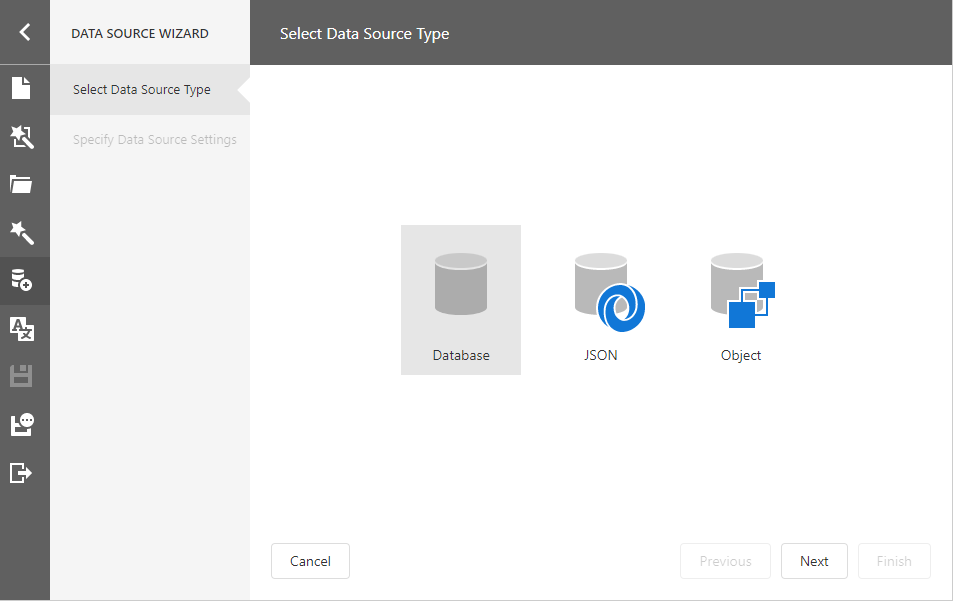 DATA SOURCE WIZARD
Select Data Source Type
Select Data Source Type
Specify Data Source Settings
Database
JSON
Object
Cancel
Previous
Next
Finish